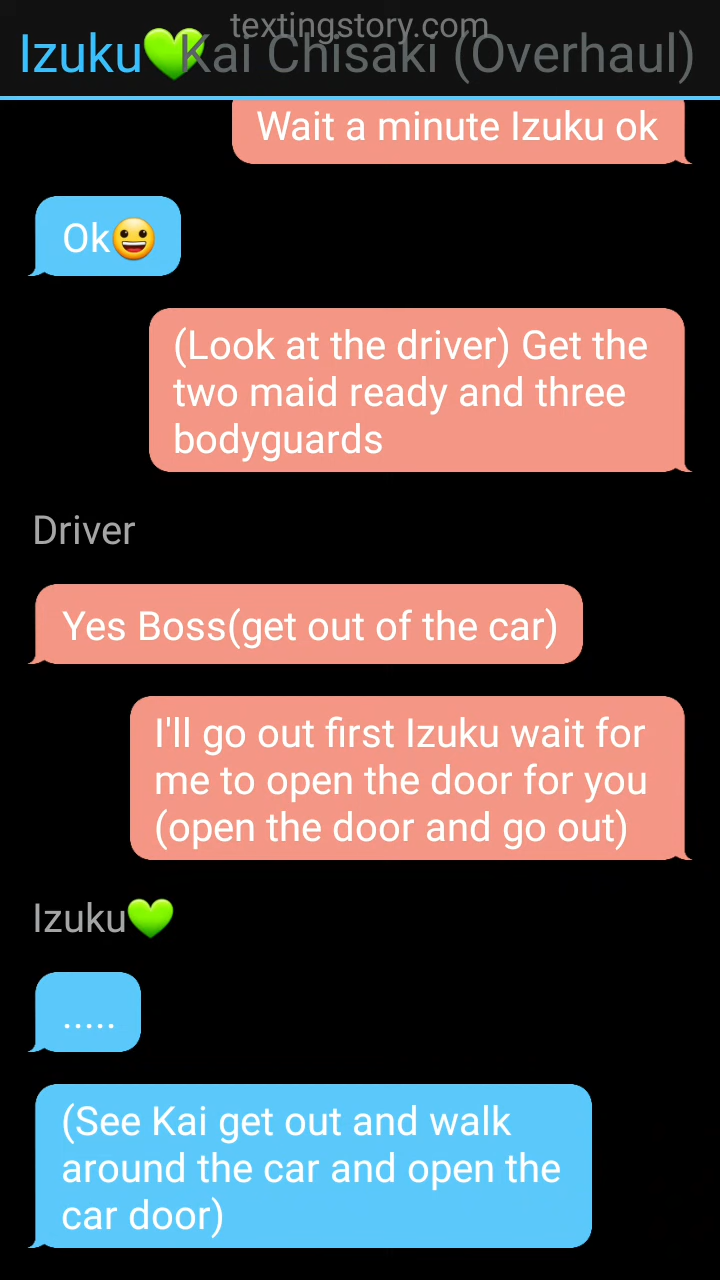 textingstory.com
Izuku💚Kai Chisaki (Overhaul)
Wait a minute Izuku ok
Ok😀
(Look at the driver) Get the
two maid ready and three
bodyguards
Driver
Yes Boss(get out of the car)
I'll go out first Izuku wait for
me to open the door for you
(open the door and go out)
Izuku💚
.....
(See Kai get out and walk
around the car and open the
car door)